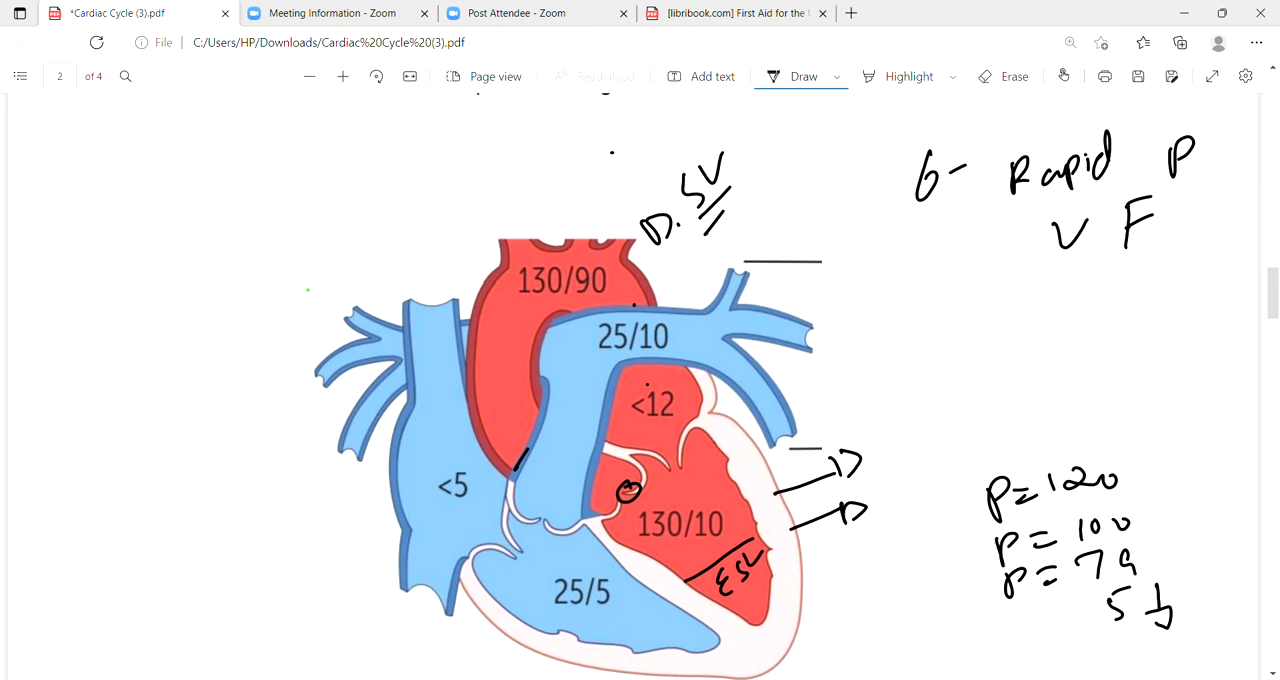 *Cardiac Cycle (3).pdf
Meeting Information - Zoom
Post Attendee - Zoom
[libribook.com] First Aid for the
File
C:/Users/HP/Downloads/Cardiac%20Cycle%20(3).pdf
2 of 4
Page view
Read aloud
Add text
Draw
Highlight
Erase
6- Rapid P
V F
D. SV
130/90
25/10
<12
<5
130/10
ESV
25/5
P=120
P=100
P=79
5